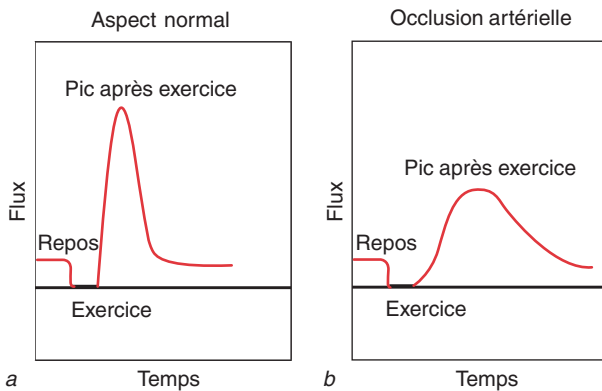 Aspect normal
Pic après exercice
Flux
Repos
Exercice
a
Temps
Occlusion artérielle
Pic après exercice
Flux
Repos
Exercice
b
Temps